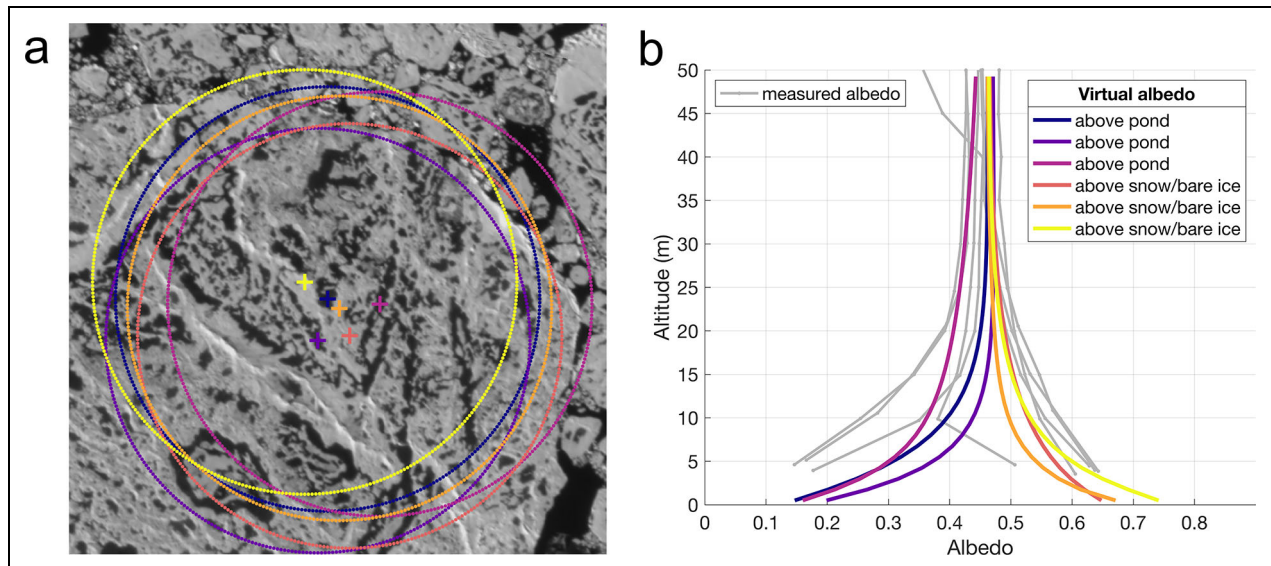 a
b
50
45
40
35
30
25
20
15
10
5
0
Altitude (m)
measured albedo
Virtual albedo
above pond
above pond
above pond
above snow/bare ice
above snow/bare ice
above snow/bare ice
0 0.1 0.2 0.3 0.4 0.5 0.6 0.7 0.8
Albedo